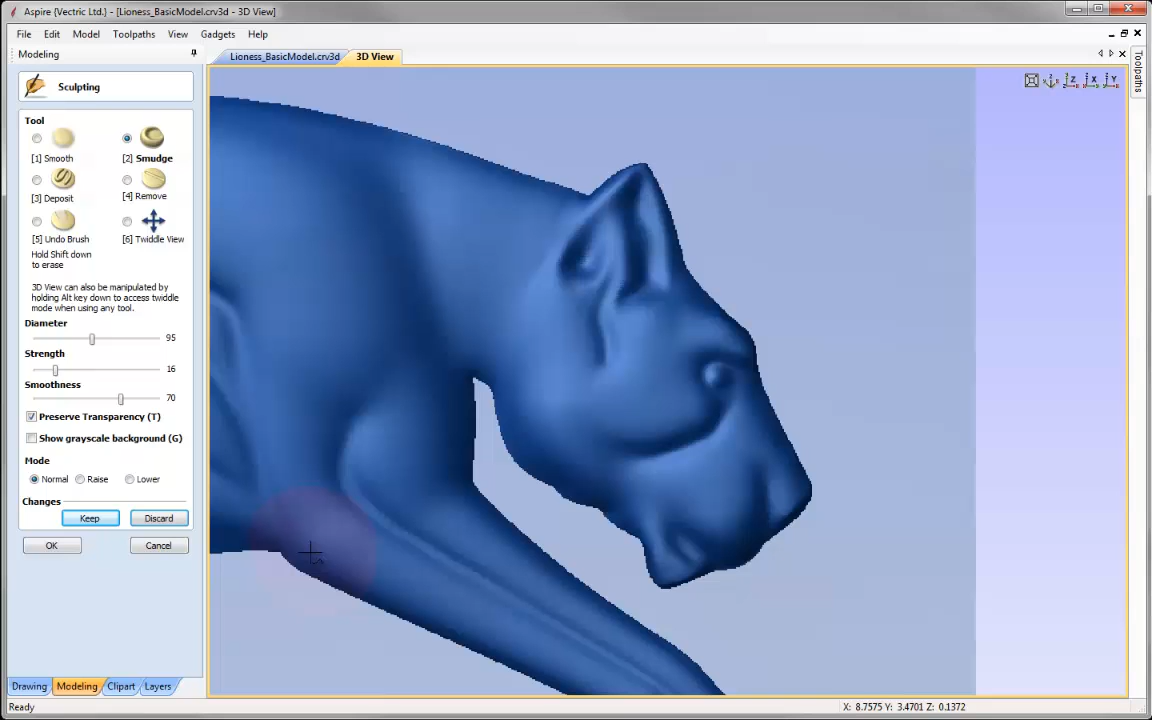 Aspire {Vectric Ltd.} - [Lioness_BasicModel.crv3d - 3D View]
File Edit Model Toolpaths View Gadgets Help
Modeling
Lioness_BasicModel.crv3d 3D View
Toolpaths
Z X Y
Sculpting
Tool
[1] Smooth [2] Smudge
[3] Deposit [4] Remove
[5] Undo Brush [6] Twiddle View
Hold Shift down
to erase
3D View can also be manipulated by
holding Alt key down to access twiddle
mode when using any tool.
Diameter
95
Strength
16
Smoothness
70
Preserve Transparency (T)
Show grayscale background (G)
Mode
Normal Raise Lower
Changes
Keep Discard
OK Cancel
Drawing Modeling Clipart Layers
Ready X: 8.7575 Y: 3.4701 Z: 0.1372